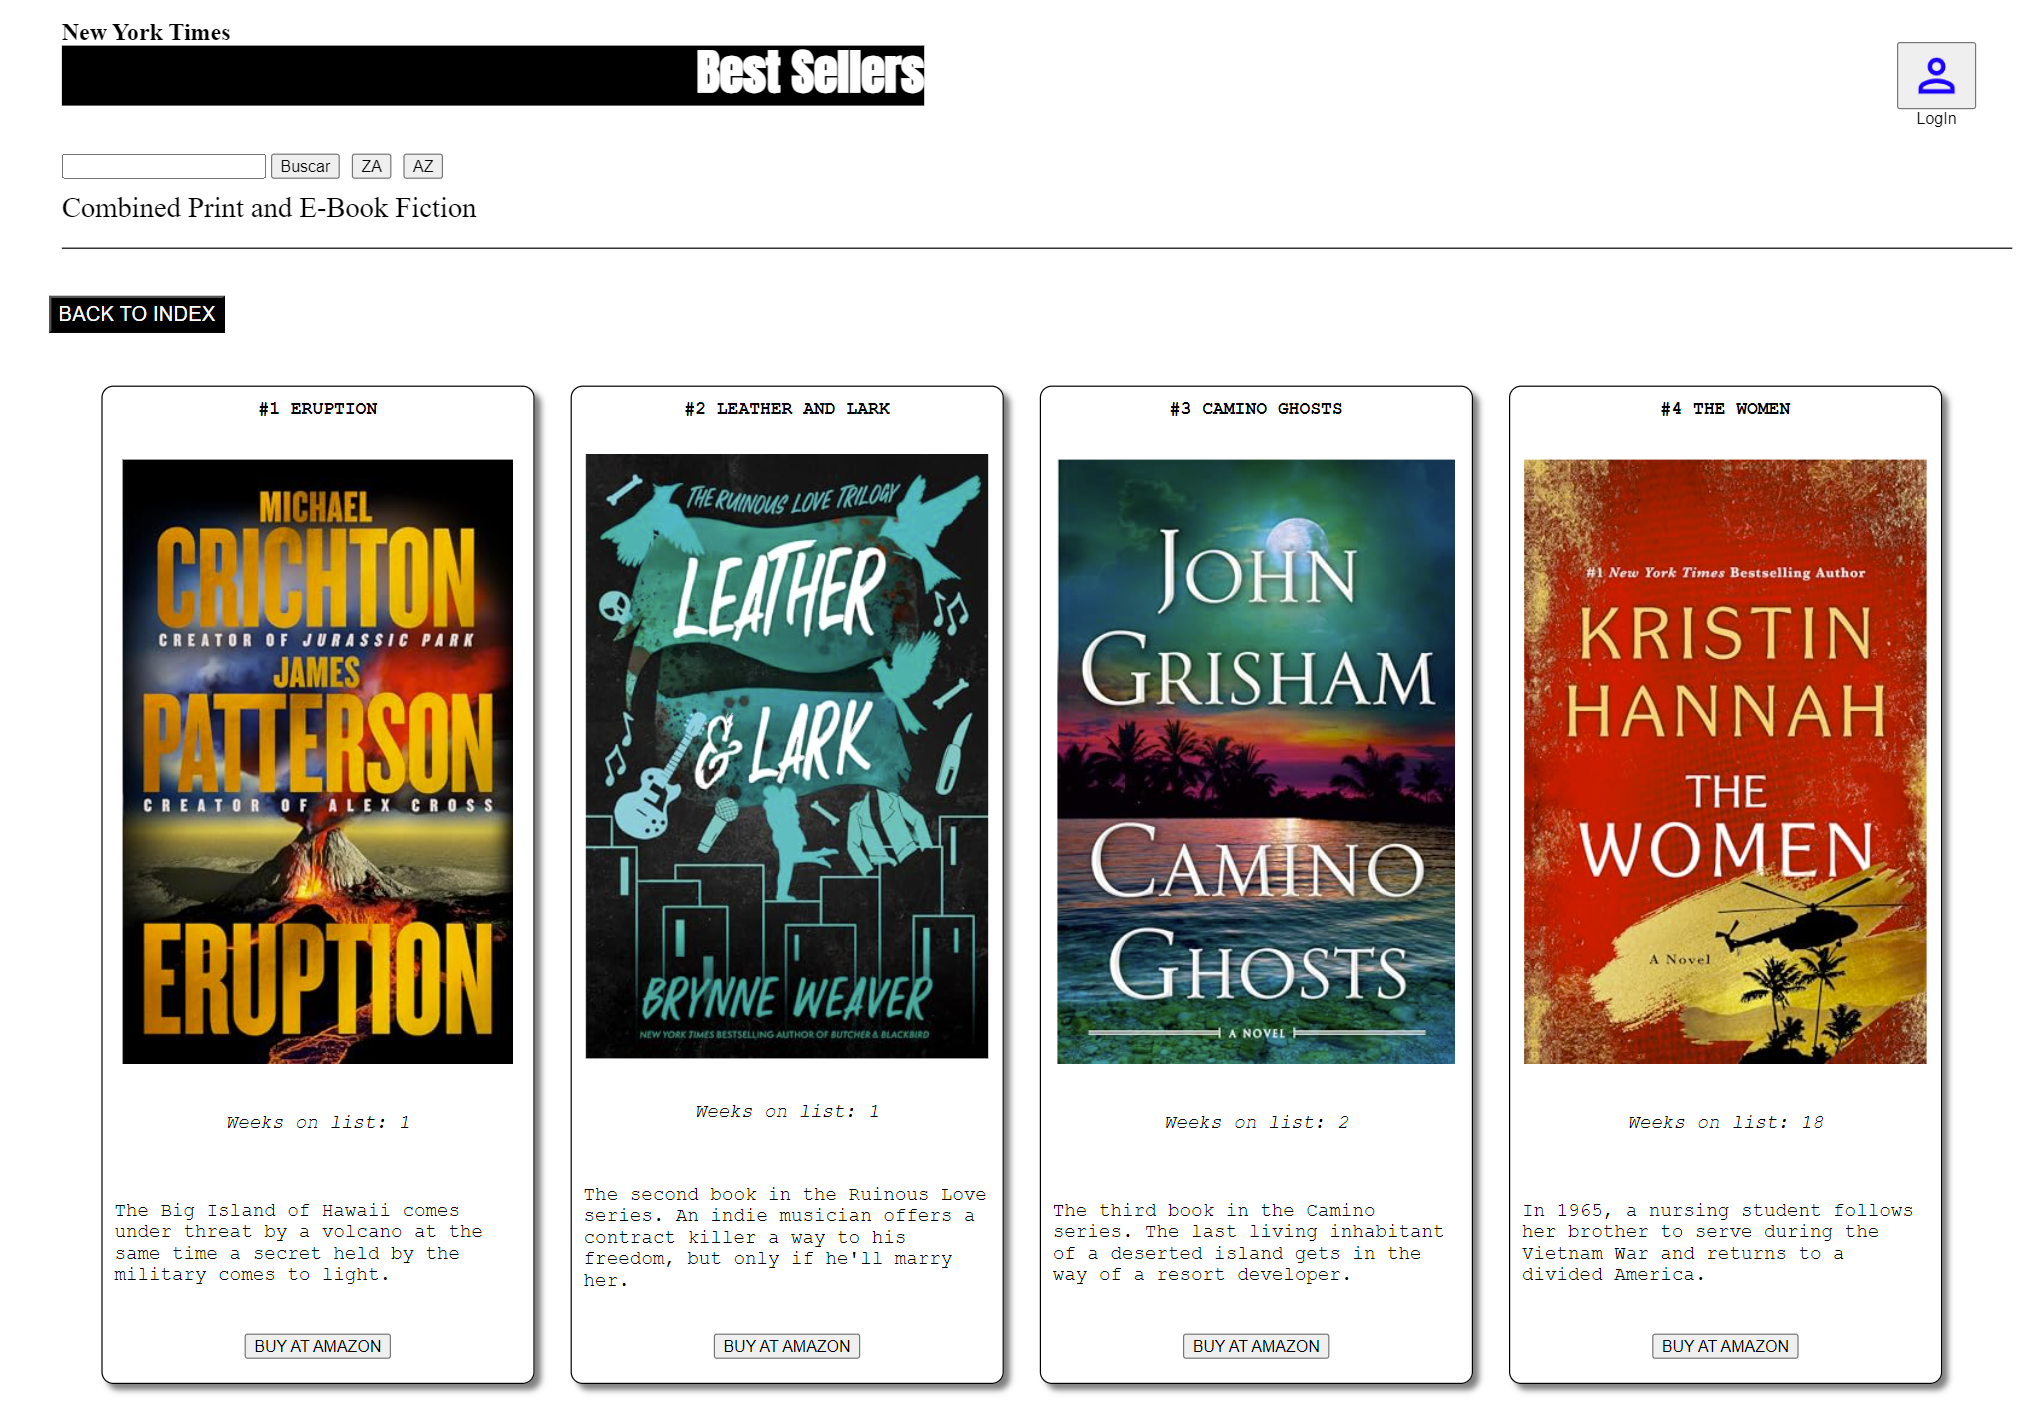 New York Times
Best Sellers
LogIn
Buscar ZA AZ
Combined Print and E-Book Fiction
BACK TO INDEX
#1 ERUPTION
MICHAEL
CRICHTON
CREATOR OF JURASSIC PARK
JAMES
PATTERSON
CREATOR OF ALEX CROSS
ERUPTION
Weeks on list: 1
The Big Island of Hawaii comes
under threat by a volcano at the
same time a secret held by the
military comes to light.
BUY AT AMAZON
#2 LEATHER AND LARK
THE RUINOUS LOVE TRILOGY
LEATHER
& LARK
BRYNNE WEAVER
NEW YORK TIMES BESTSELLING AUTHOR OF BUTCHER & BLACKBIRD
Weeks on list: 1
The second book in the Ruinous Love
series. An indie musician offers a
contract killer a way to his
freedom, but only if he'll marry
her.
BUY AT AMAZON
#3 CAMINO GHOSTS
JOHN
GRISHAM
CAMINO
GHOSTS
A NOVEL
Weeks on list: 2
The third book in the Camino
series. The last living inhabitant
of a deserted island gets in the
way of a resort developer.
BUY AT AMAZON
#4 THE WOMEN
#1 New York Times Bestselling Author
KRISTIN
HANNAH
THE
WOMEN
A Novel
Weeks on list: 18
In 1965, a nursing student follows
her brother to serve during the
Vietnam War and returns to a
divided America.
BUY AT AMAZON